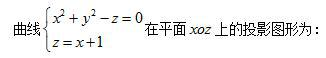 曲线 { x² + y² − z = 0
z = x + 1
在平面 xoz 上的投影图形为：